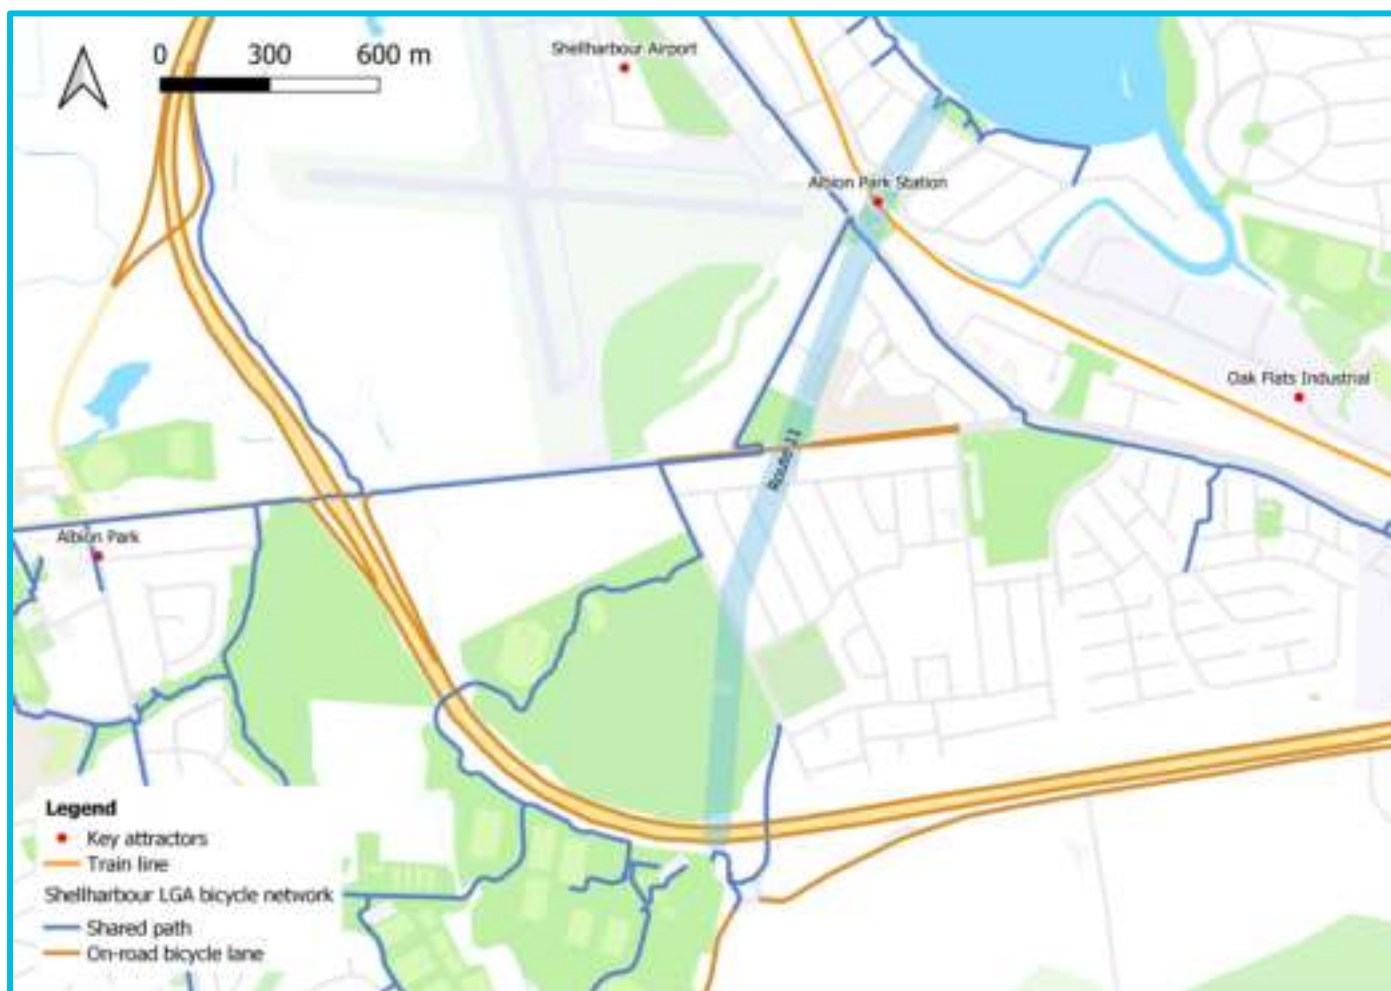 0 300 600 m
Shellharbour Airport
Albion Park Station
Oak Flats Industrial
Route 11
Albion Park
Legend
Key attractors
Train line
Shellharbour LGA bicycle network
Shared path
On-road bicycle lane